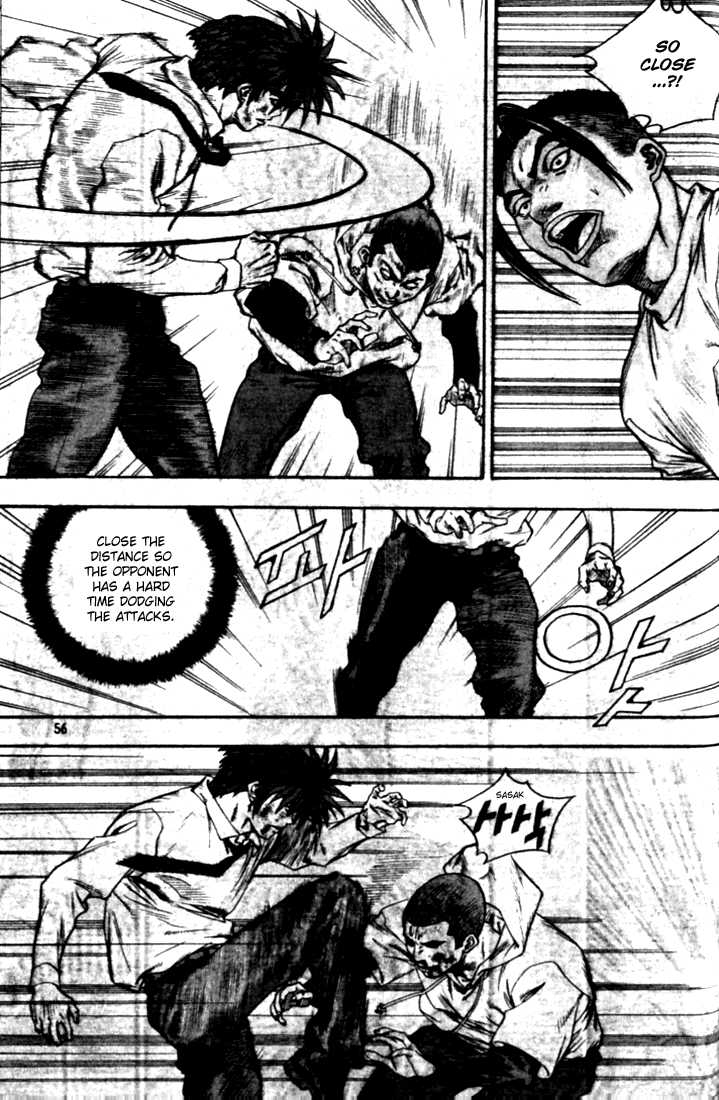 SO
CLOSE
...?!
CLOSE THE
DISTANCE SO
THE OPPONENT
HAS A HARD
TIME DODGING
THE ATTACKS.
파앗
56
SASAK
사삭